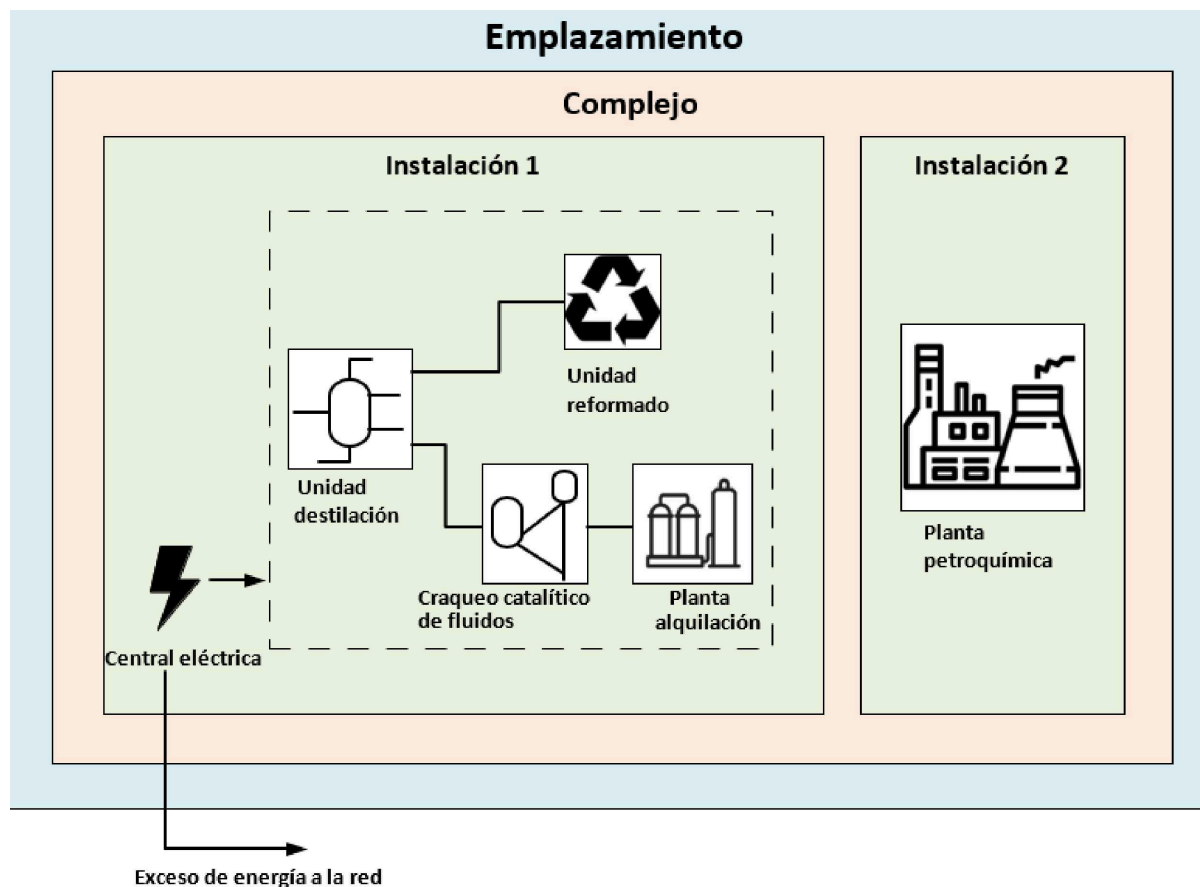 Emplazamiento
Complejo
Instalación 1
Instalación 2
Unidad
reformado
Unidad
destilación
Craqueo catalítico
de fluidos
Planta
alquilación
Planta
petroquímica
Central eléctrica
Exceso de energía a la red